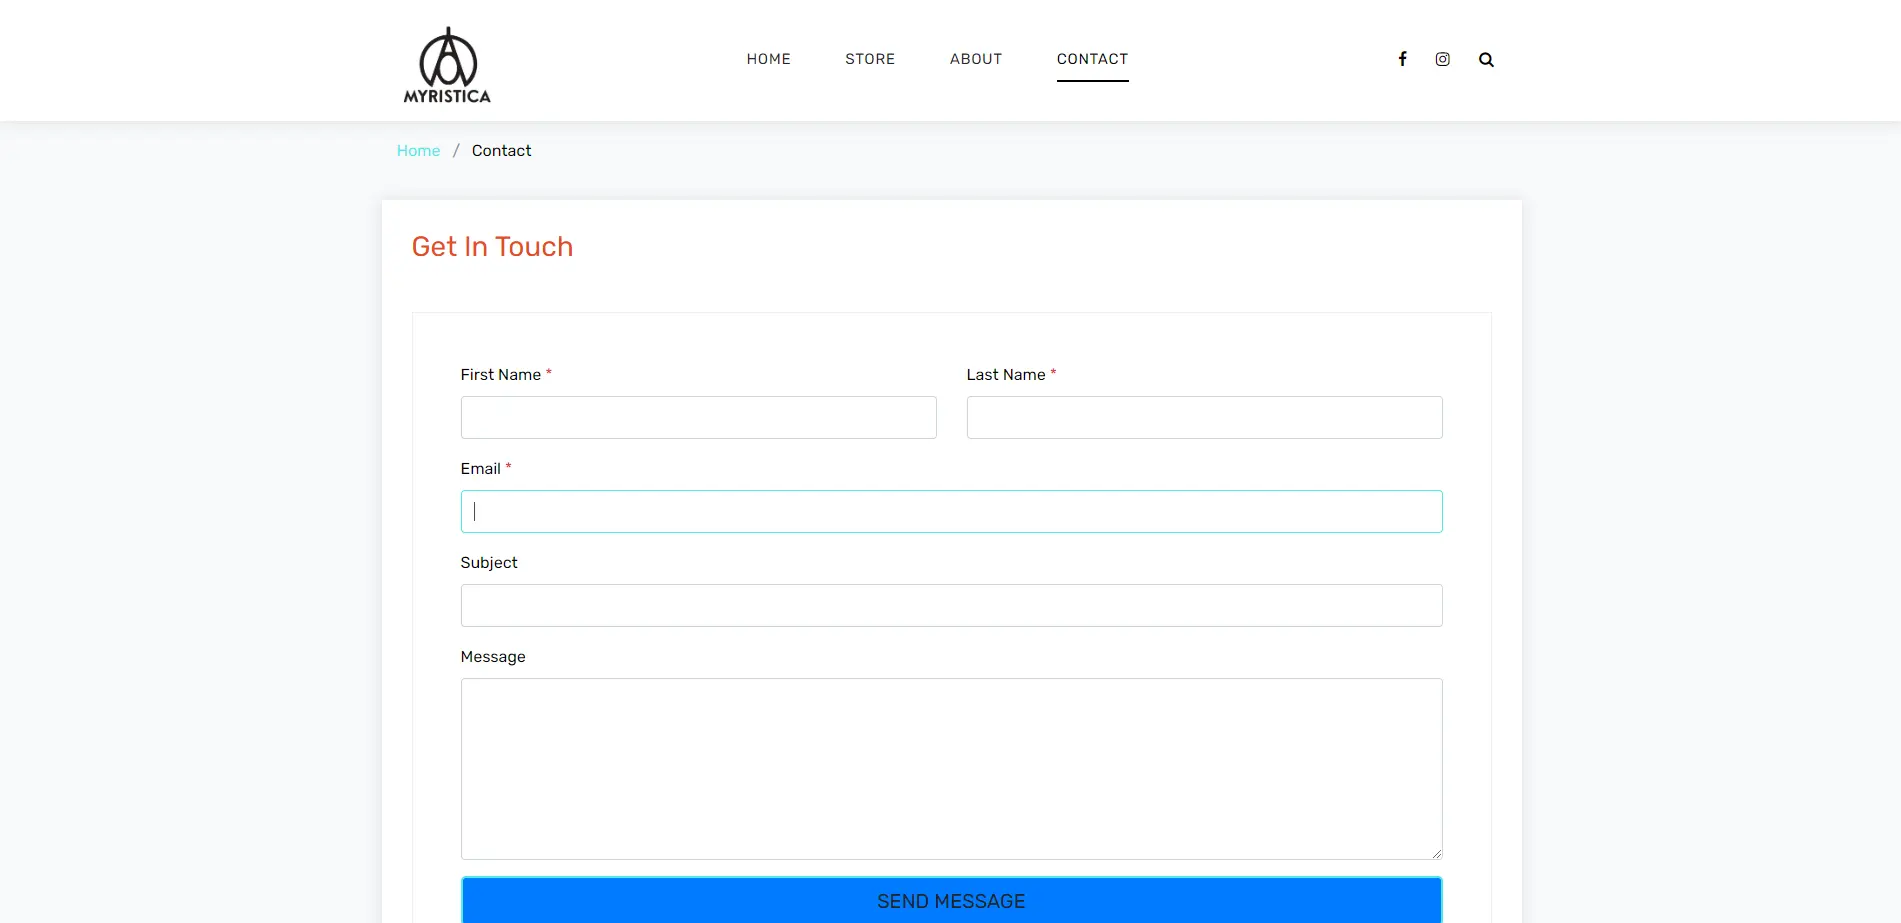 MYRISTICA
HOME STORE ABOUT CONTACT
Home / Contact
Get In Touch
First Name * Last Name *
Email *
Subject
Message
SEND MESSAGE